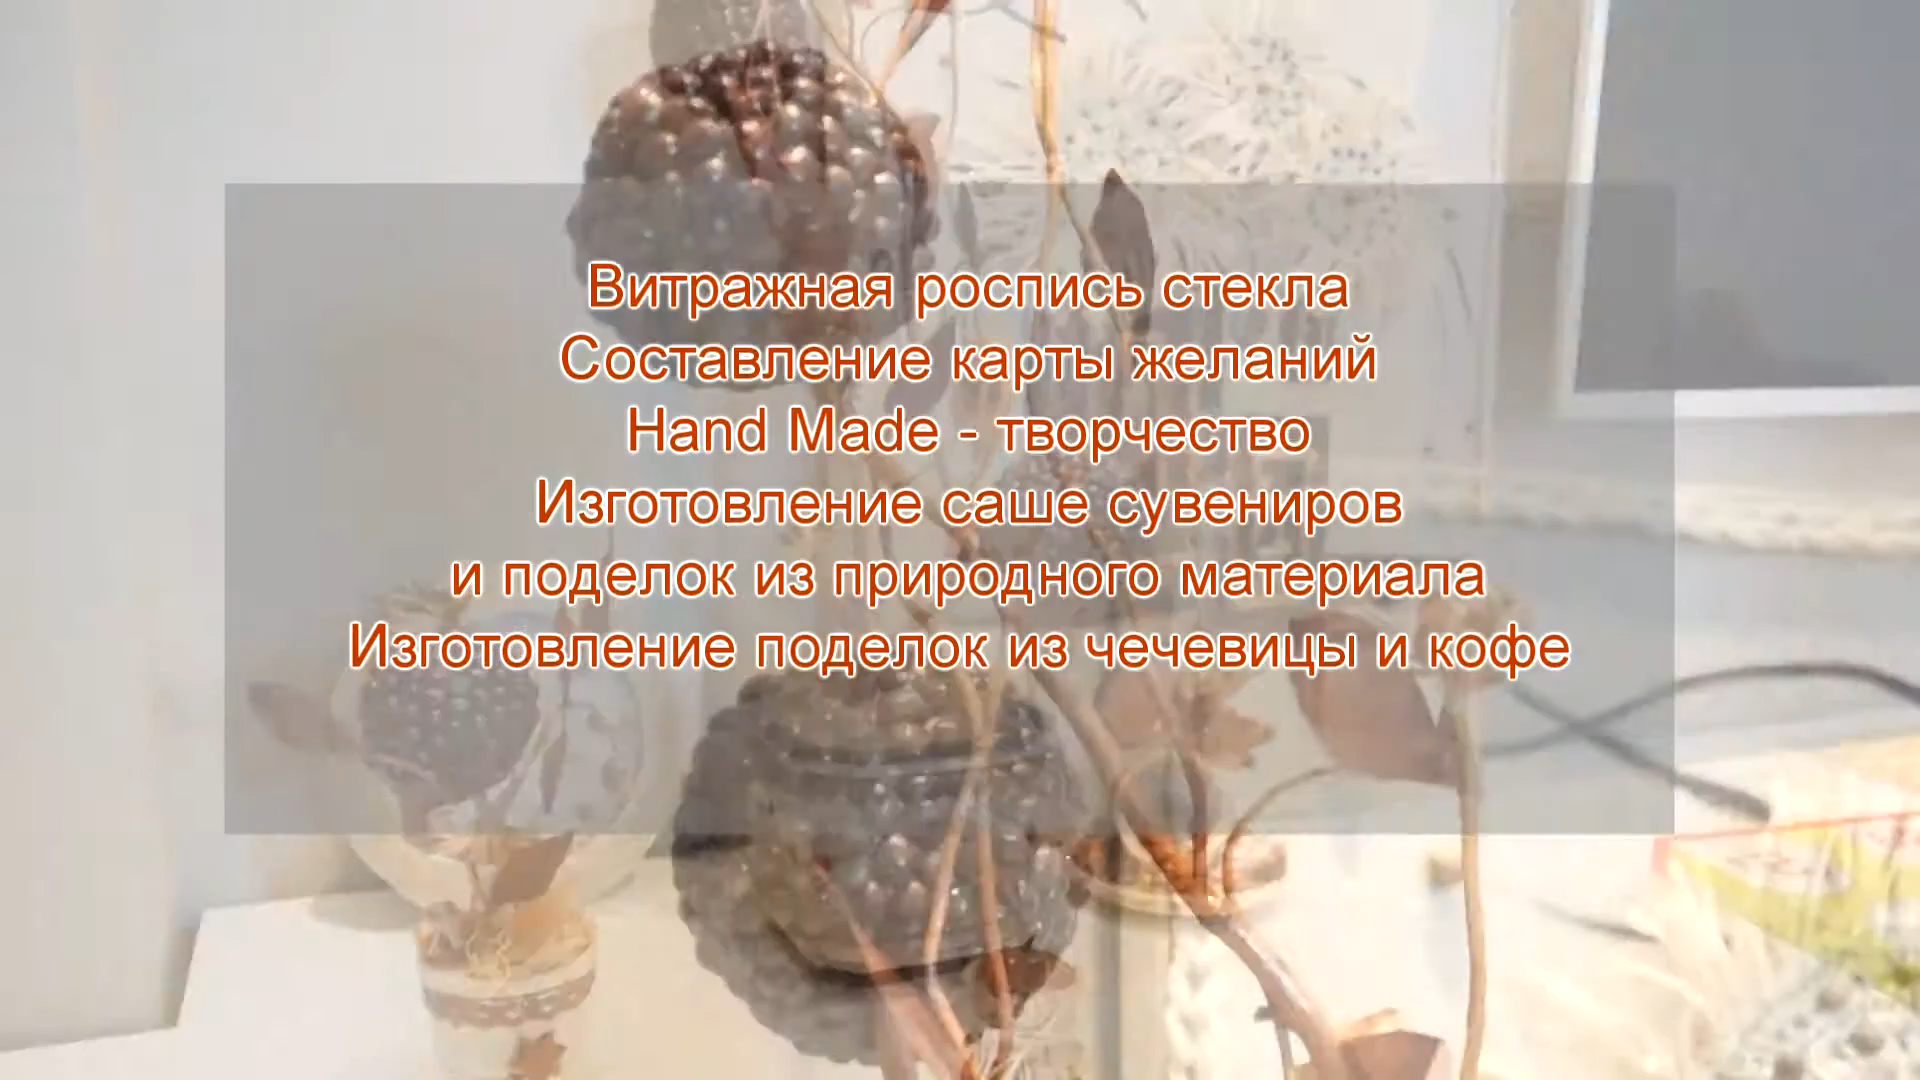 Витражная роспись стекла
Составление карты желаний
Hand Made - творчество
Изготовление саше сувениров
и поделок из природного материала
Изготовление поделок из чечевицы и кофе